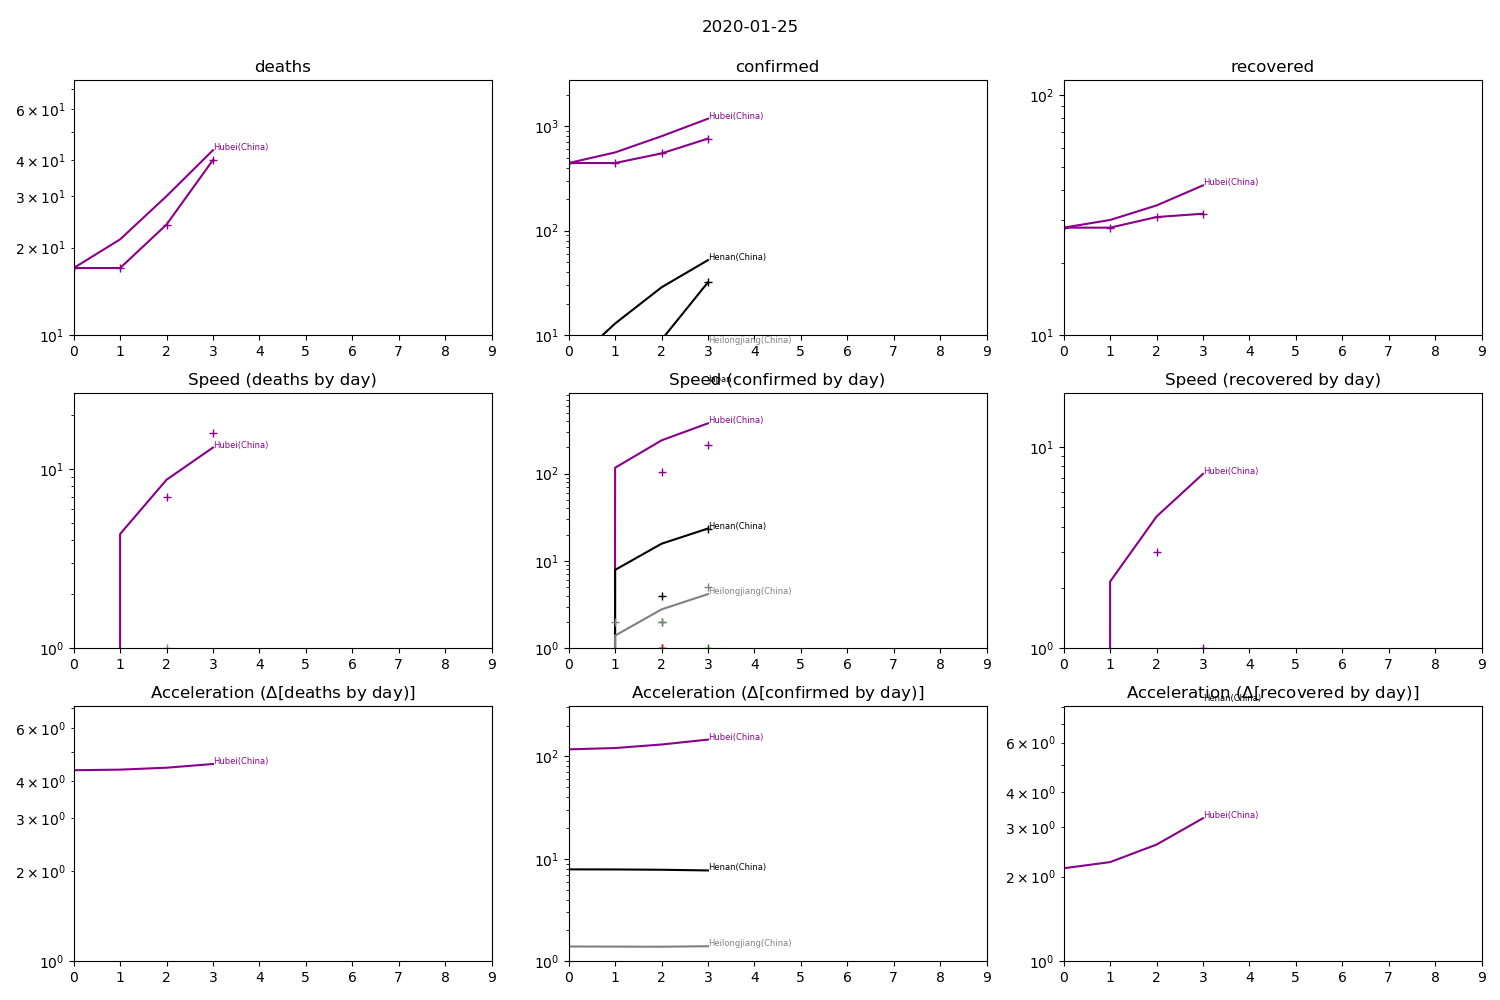 2020-01-25
deaths
confirmed
recovered
6 × 10¹
4 × 10¹
3 × 10¹
2 × 10¹
10¹
Hubei(China)
0 1 2 3 4 5 6 7 8 9
10³
10²
10¹
Hubei(China)
Henan(China)
Heilongjiang(China)
Japan
0 1 2 3 4 5 6 7 8 9
10²
10¹
Hubei(China)
0 1 2 3 4 5 6 7 8 9
Speed (deaths by day)
Speed (confirmed by day)
Speed (recovered by day)
10¹
10⁰
Hubei(China)
0 1 2 3 4 5 6 7 8 9
10²
10¹
10⁰
Hubei(China)
Henan(China)
Heilongjiang(China)
0 1 2 3 4 5 6 7 8 9
10¹
10⁰
Hubei(China)
Henan(China)
0 1 2 3 4 5 6 7 8 9
Acceleration (Δ[deaths by day)]
Acceleration (Δ[confirmed by day)]
Acceleration (Δ[recovered by day)]
6 × 10⁰
4 × 10⁰
3 × 10⁰
2 × 10⁰
10⁰
Hubei(China)
0 1 2 3 4 5 6 7 8 9
10²
10¹
10⁰
Hubei(China)
Henan(China)
Heilongjiang(China)
0 1 2 3 4 5 6 7 8 9
6 × 10⁰
4 × 10⁰
3 × 10⁰
2 × 10⁰
10⁰
Hubei(China)
0 1 2 3 4 5 6 7 8 9